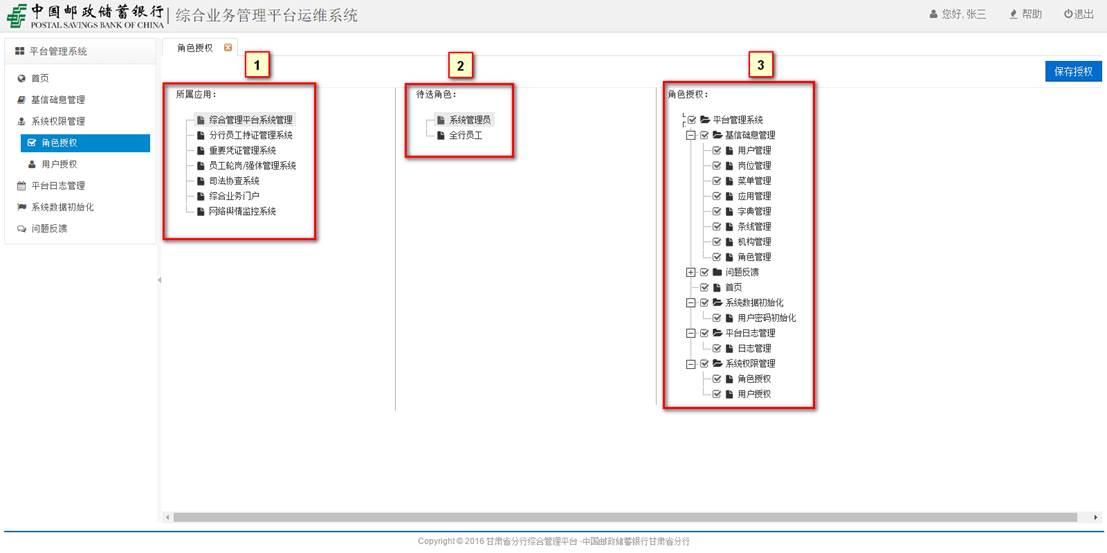 中国邮政储蓄银行
POSTAL SAVINGS BANK OF CHINA
综合业务管理平台运维系统
您好, 张三
帮助
退出
平台管理系统
首页
基信础息管理
系统权限管理
角色授权
用户授权
平台日志管理
系统数据初始化
问题反馈
角色授权
保存授权
1
所属应用:
综合管理平台系统管理
分行员工持证管理系统
重要凭证管理系统
员工轮岗/强休管理系统
司法协查系统
综合业务门户
网络舆情监控系统
2
待选角色:
系统管理员
全行员工
3
角色授权:
平台管理系统
基信础息管理
用户管理
岗位管理
菜单管理
应用管理
字典管理
条线管理
机构管理
角色管理
问题反馈
首页
系统数据初始化
用户密码初始化
平台日志管理
日志管理
系统权限管理
角色授权
用户授权
Copyright © 2016 甘肃省分行综合管理平台 -中国邮政储蓄银行甘肃省分行